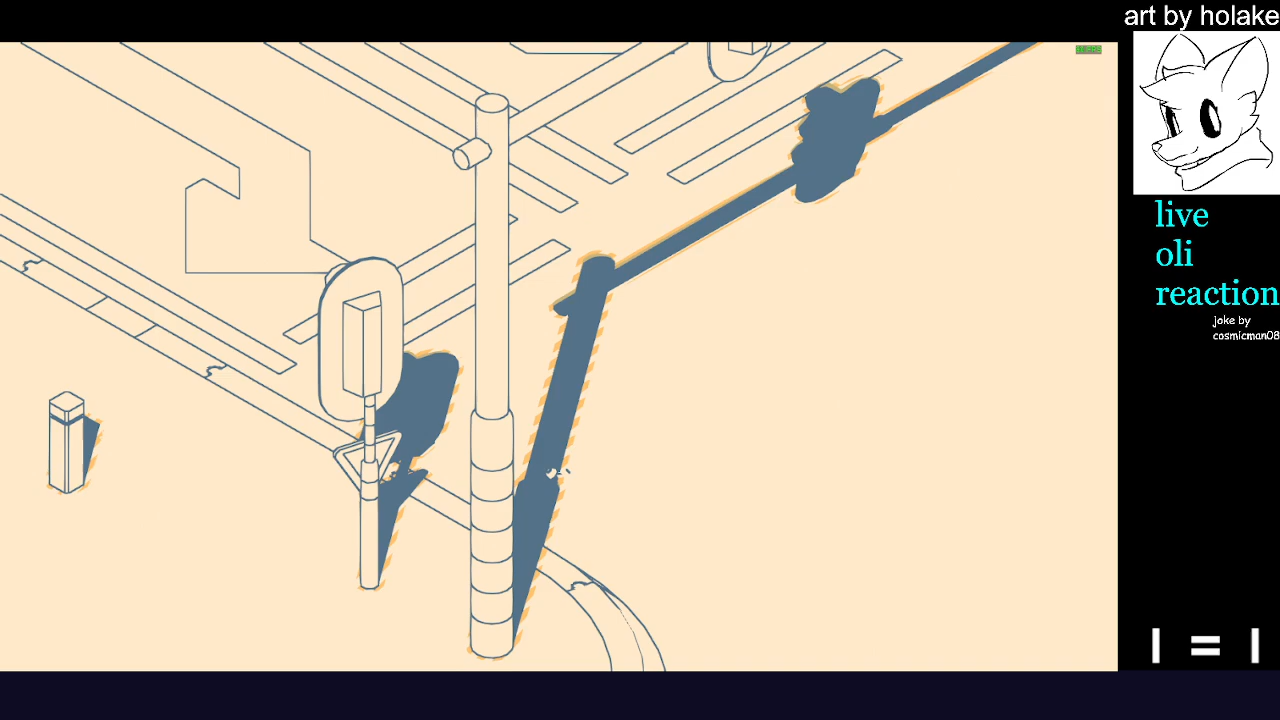 art by holake
live
oli
reaction
joke by
cosmicman08
| = |